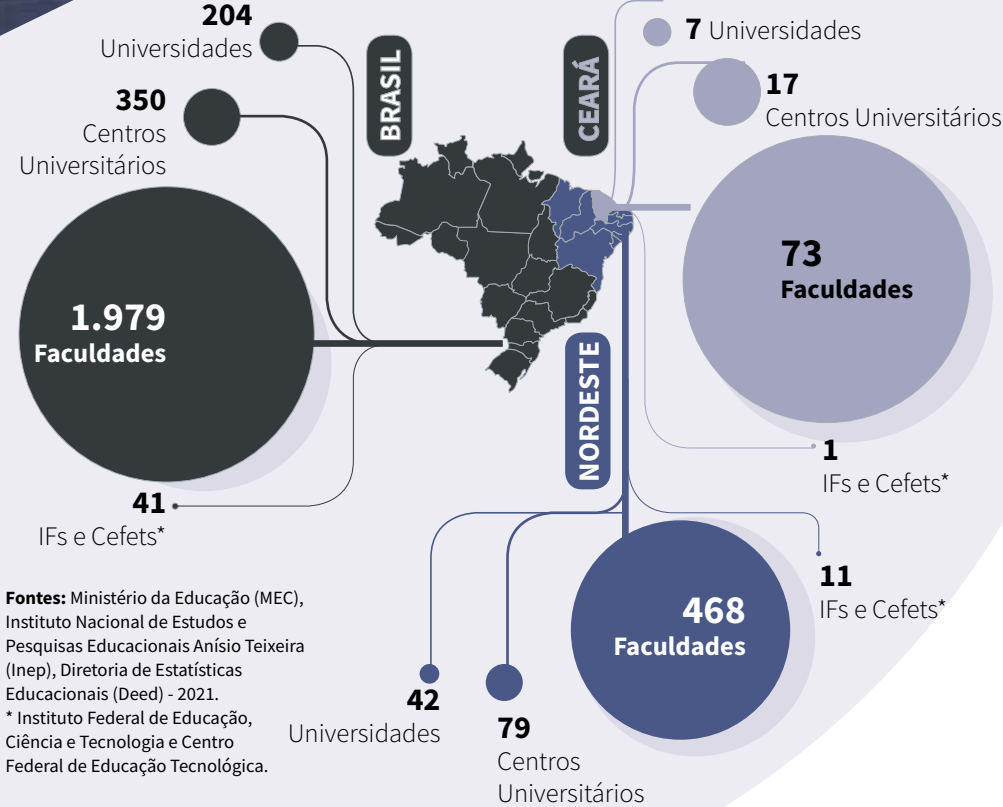 BRASIL
204
Universidades
350
Centros
Universitários
1.979
Faculdades
41
IFs e Cefets*
CEARÁ
7 Universidades
17
Centros Universitários
73
Faculdades
1
IFs e Cefets*
NORDESTE
42
Universidades
79
Centros
Universitários
468
Faculdades
11
IFs e Cefets*
Fontes: Ministério da Educação (MEC),
Instituto Nacional de Estudos e
Pesquisas Educacionais Anísio Teixeira
(Inep), Diretoria de Estatísticas
Educacionais (Deed) - 2021.
* Instituto Federal de Educação,
Ciência e Tecnologia e Centro
Federal de Educação Tecnológica.